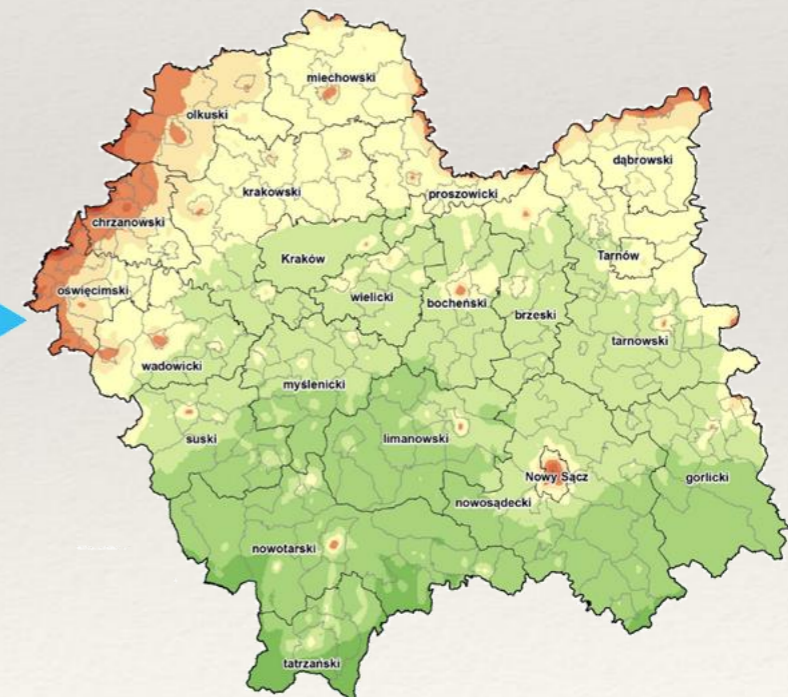 miechowski
olkuski
dąbrowski
krakowski
proszowicki
chrzanowski
Kraków
Tarnów
oświęcimski
wielicki
bocheński
brzeski
tarnowski
wadowicki
myślenicki
suski
limanowski
Nowy Sącz
gorlicki
nowosądecki
nowotarski
tatrzański